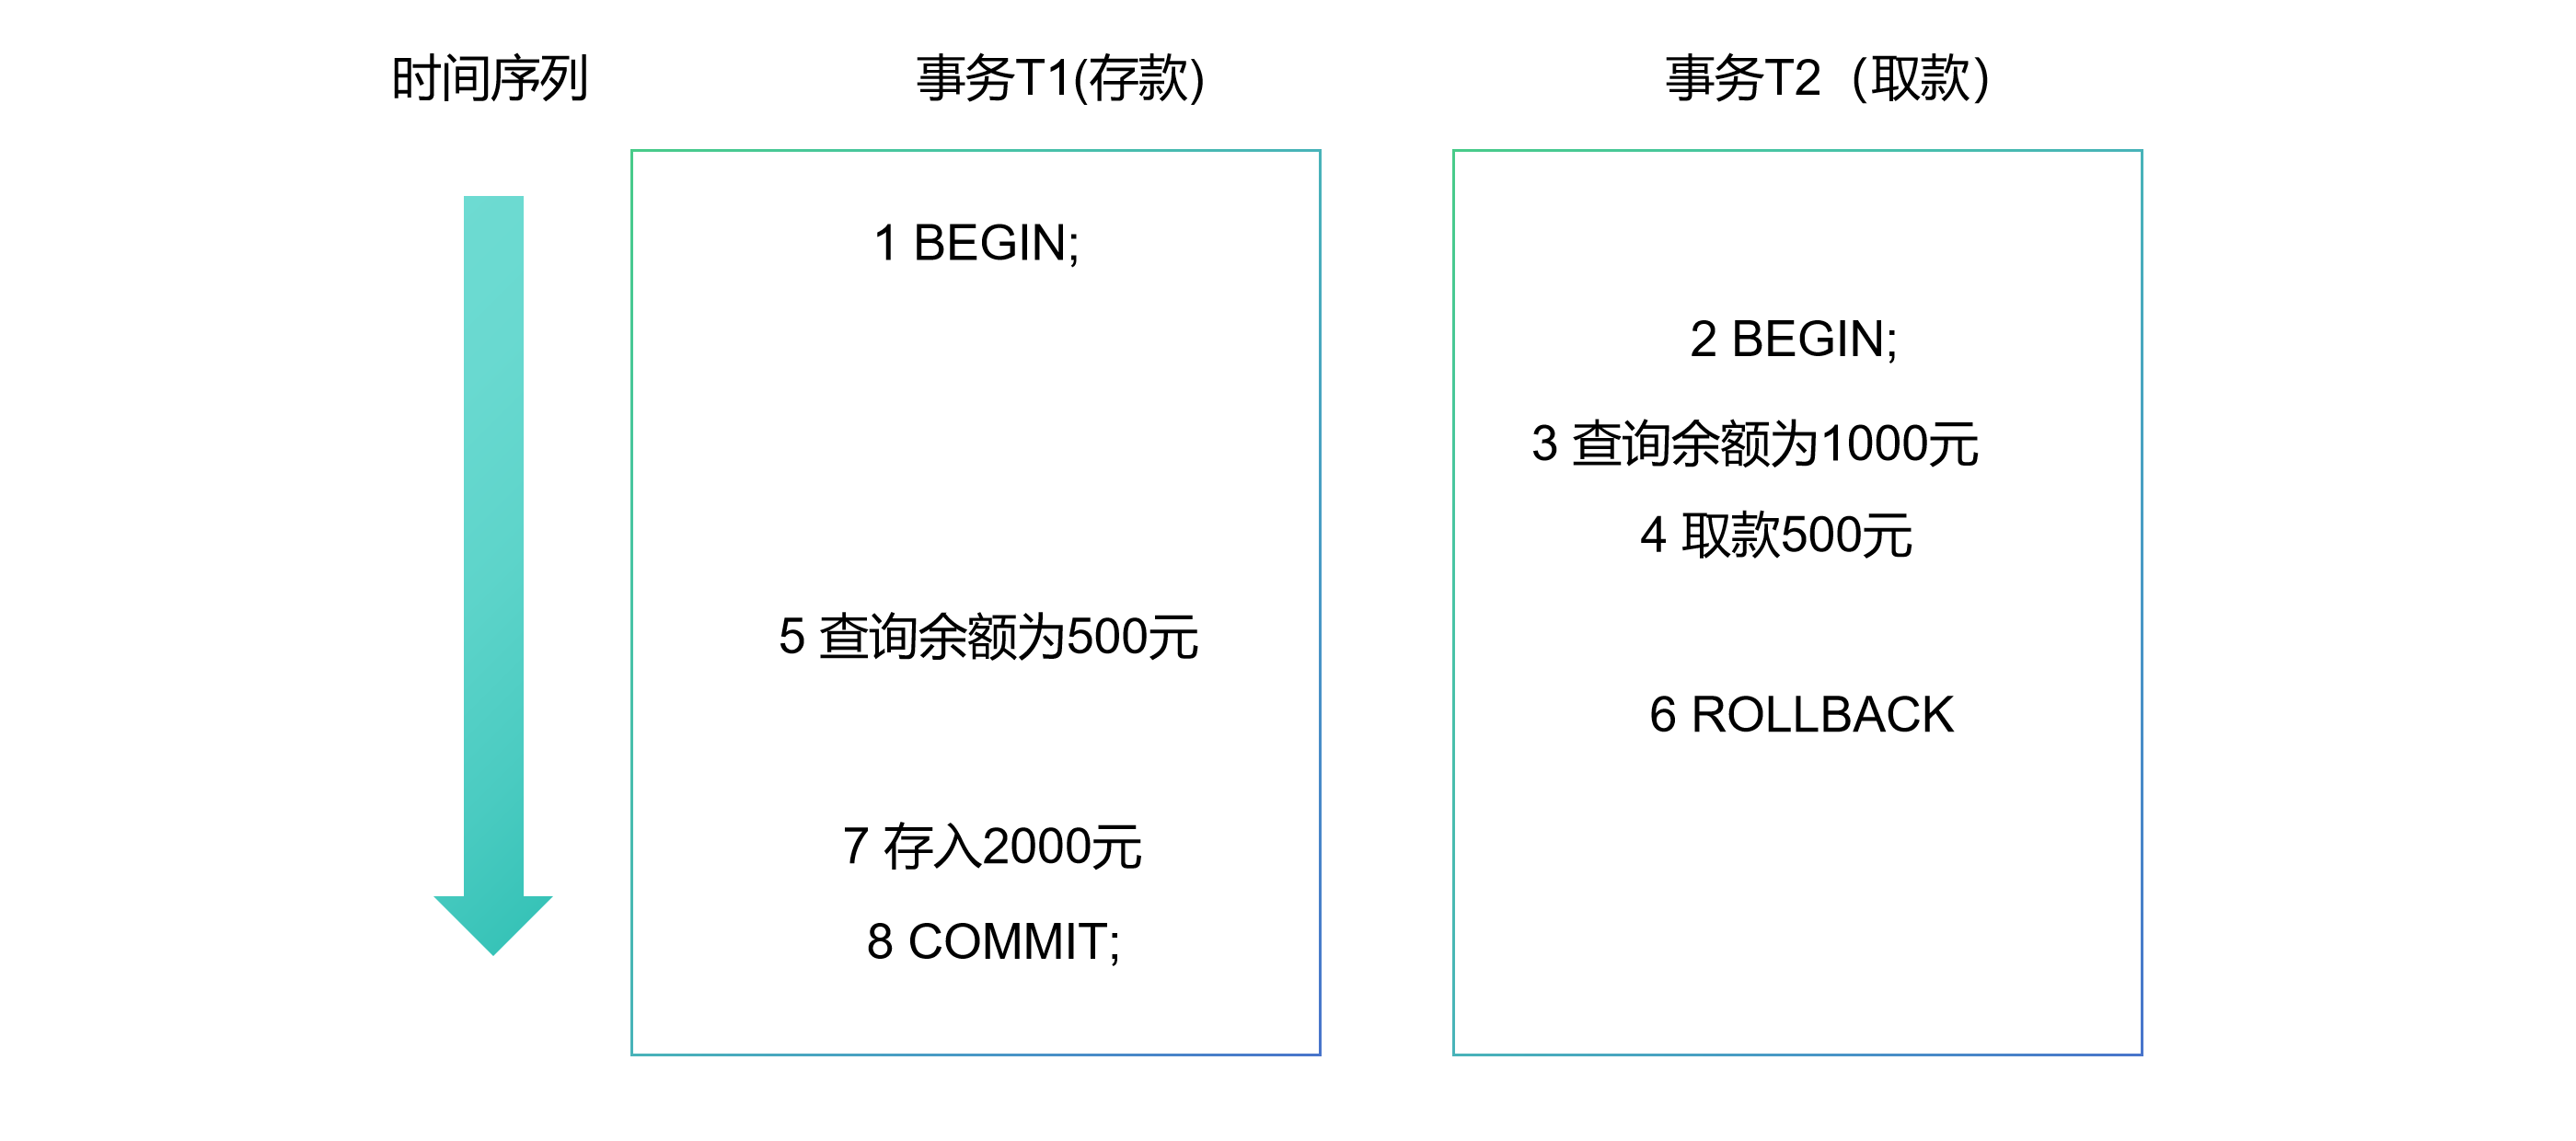 时间序列
事务T1(存款)
事务T2（取款）
1 BEGIN;
2 BEGIN;
3 查询余额为1000元
4 取款500元
5 查询余额为500元
6 ROLLBACK
7 存入2000元
8 COMMIT;